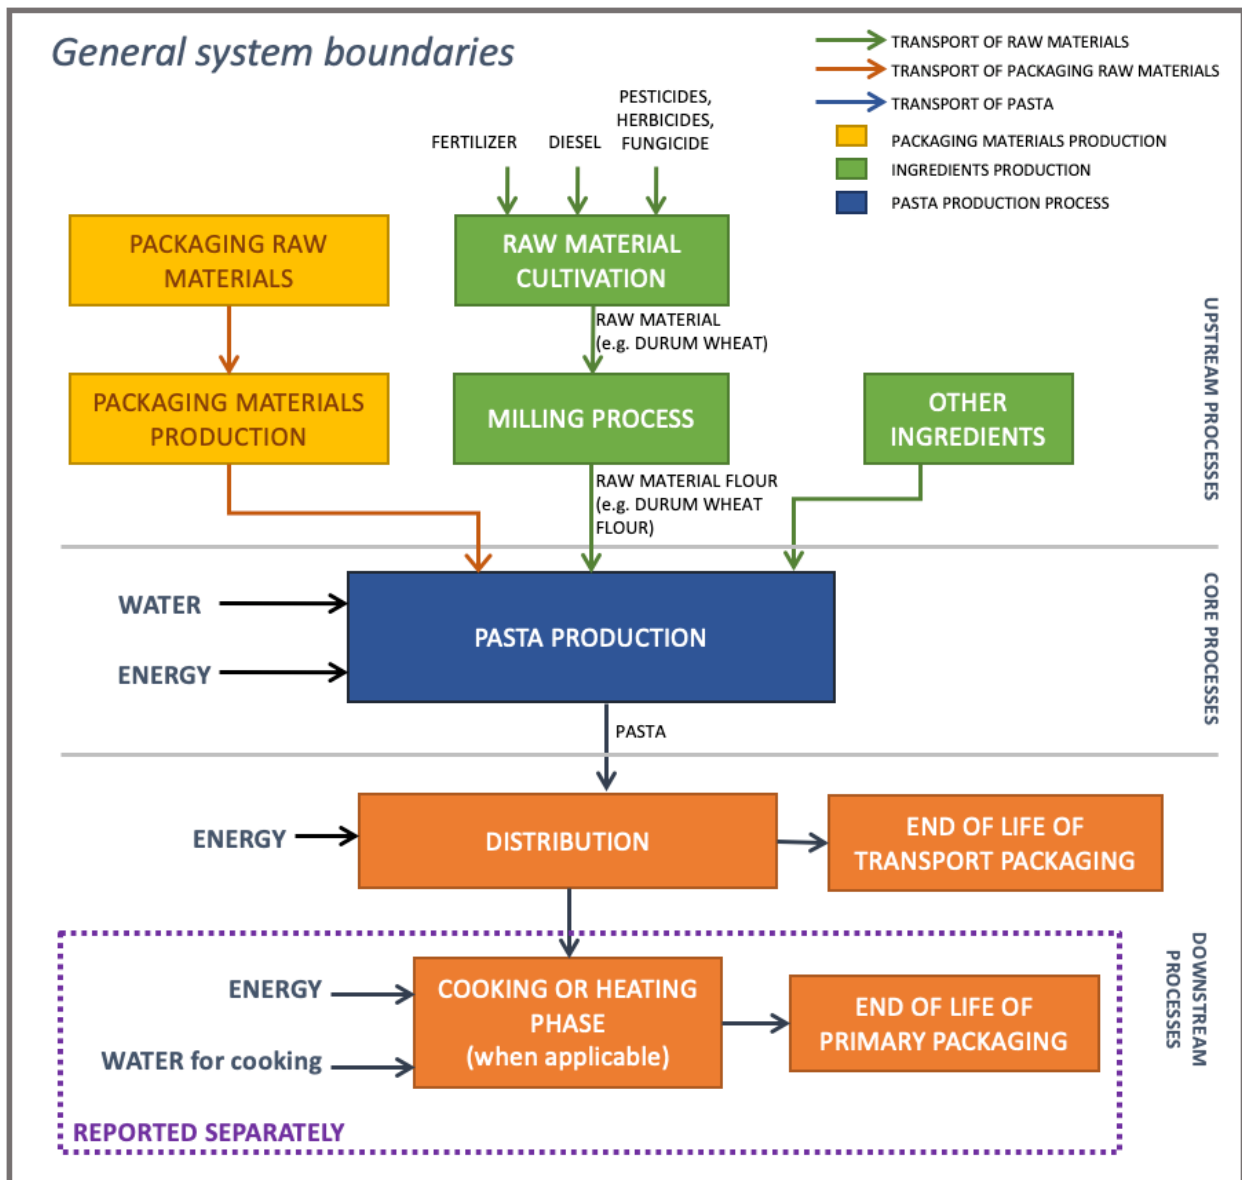 General system boundaries
TRANSPORT OF RAW MATERIALS
TRANSPORT OF PACKAGING RAW MATERIALS
TRANSPORT OF PASTA
PACKAGING MATERIALS PRODUCTION
INGREDIENTS PRODUCTION
PASTA PRODUCTION PROCESS
FERTILIZER
DIESEL
PESTICIDES,
HERBICIDES,
FUNGICIDE
PACKAGING RAW
MATERIALS
RAW MATERIAL
CULTIVATION
RAW MATERIAL
(e.g. DURUM WHEAT)
PACKAGING MATERIALS
PRODUCTION
MILLING PROCESS
OTHER
INGREDIENTS
RAW MATERIAL FLOUR
(e.g. DURUM WHEAT
FLOUR)
UPSTREAM PROCESSES
WATER
ENERGY
PASTA PRODUCTION
CORE PROCESSES
PASTA
ENERGY
DISTRIBUTION
END OF LIFE OF
TRANSPORT PACKAGING
ENERGY
WATER for cooking
COOKING OR HEATING
PHASE
(when applicable)
END OF LIFE OF
PRIMARY PACKAGING
DOWNSTREAM
PROCESSES
REPORTED SEPARATELY